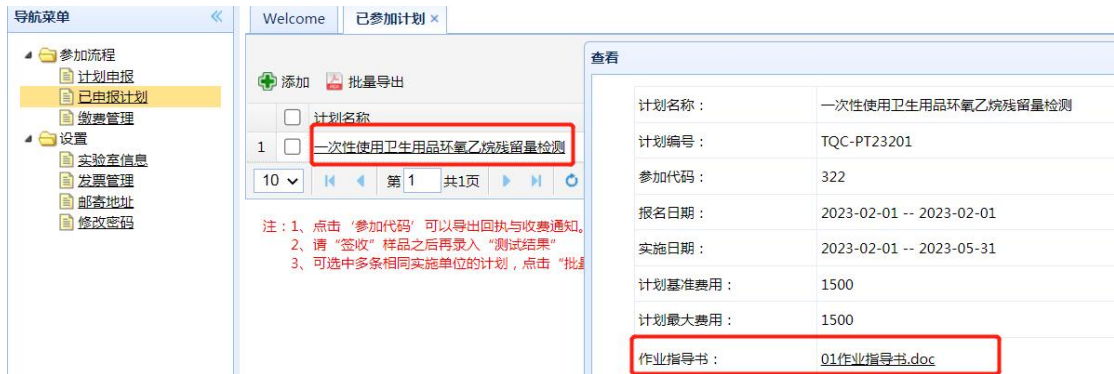 导航菜单
参加流程
计划申报
已申报计划
缴费管理
设置
实验室信息
发票管理
邮寄地址
修改密码
Welcome
已参加计划 ×
添加 批量导出
计划名称
1 一次性使用卫生用品环氧乙烷残留量检测
10 第 1 共1页
注：1、点击‘参加代码’可以导出回执与收费通知。
2、请“签收”样品之后再录入“测试结果”
3、可选中多条相同实施单位的计划，点击“批量
查看
计划名称： 一次性使用卫生用品环氧乙烷残留量检测
计划编号： TQC-PT23201
参加代码： 322
报名日期： 2023-02-01 -- 2023-02-01
实施日期： 2023-02-01 -- 2023-05-31
计划基准费用： 1500
计划最大费用： 1500
作业指导书： 01作业指导书.doc